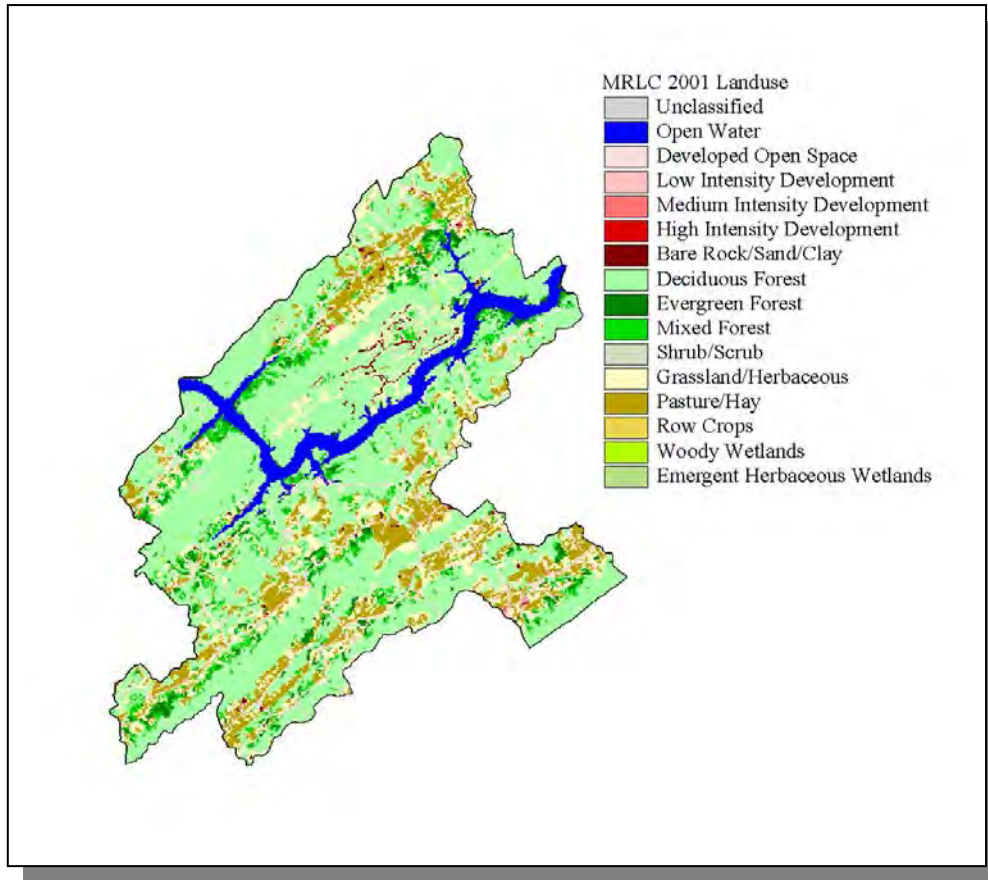 MRLC 2001 Landuse
Unclassified
Open Water
Developed Open Space
Low Intensity Development
Medium Intensity Development
High Intensity Development
Bare Rock/Sand/Clay
Deciduous Forest
Evergreen Forest
Mixed Forest
Shrub/Scrub
Grassland/Herbaceous
Pasture/Hay
Row Crops
Woody Wetlands
Emergent Herbaceous Wetlands